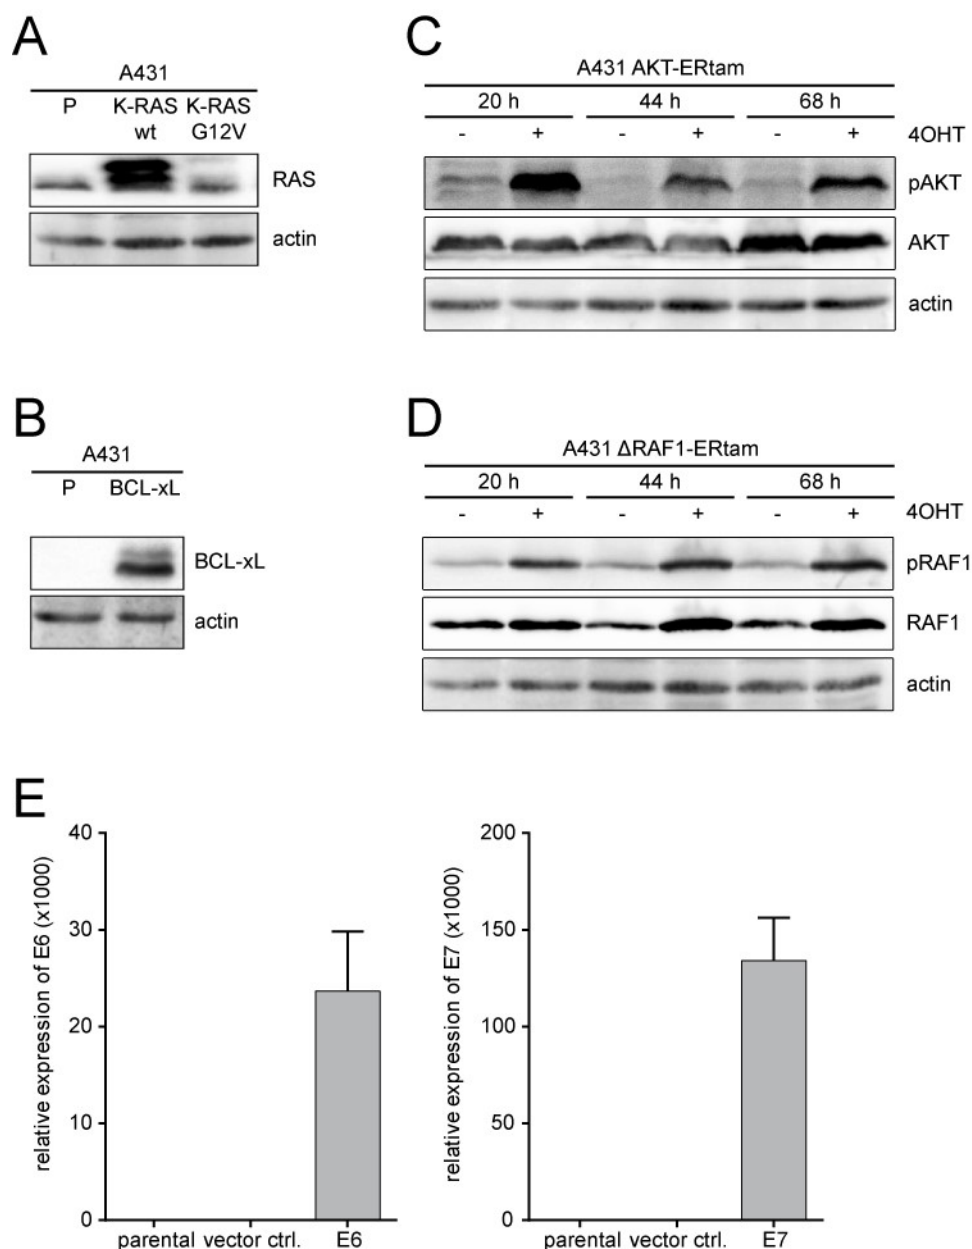 A
A431
P K-RAS K-RAS
wt G12V
RAS
actin
B
A431
P BCL-xL
BCL-xL
actin
C
A431 AKT-ERtam
20 h 44 h 68 h
- + - + - + 4OHT
pAKT
AKT
actin
D
A431 ΔRAF1-ERtam
20 h 44 h 68 h
- + - + - + 4OHT
pRAF1
RAF1
actin
E
relative expression of E6 (x1000)
40
30
20
10
0
parental vector ctrl. E6
relative expression of E7 (x1000)
200
150
100
50
0
parental vector ctrl. E7